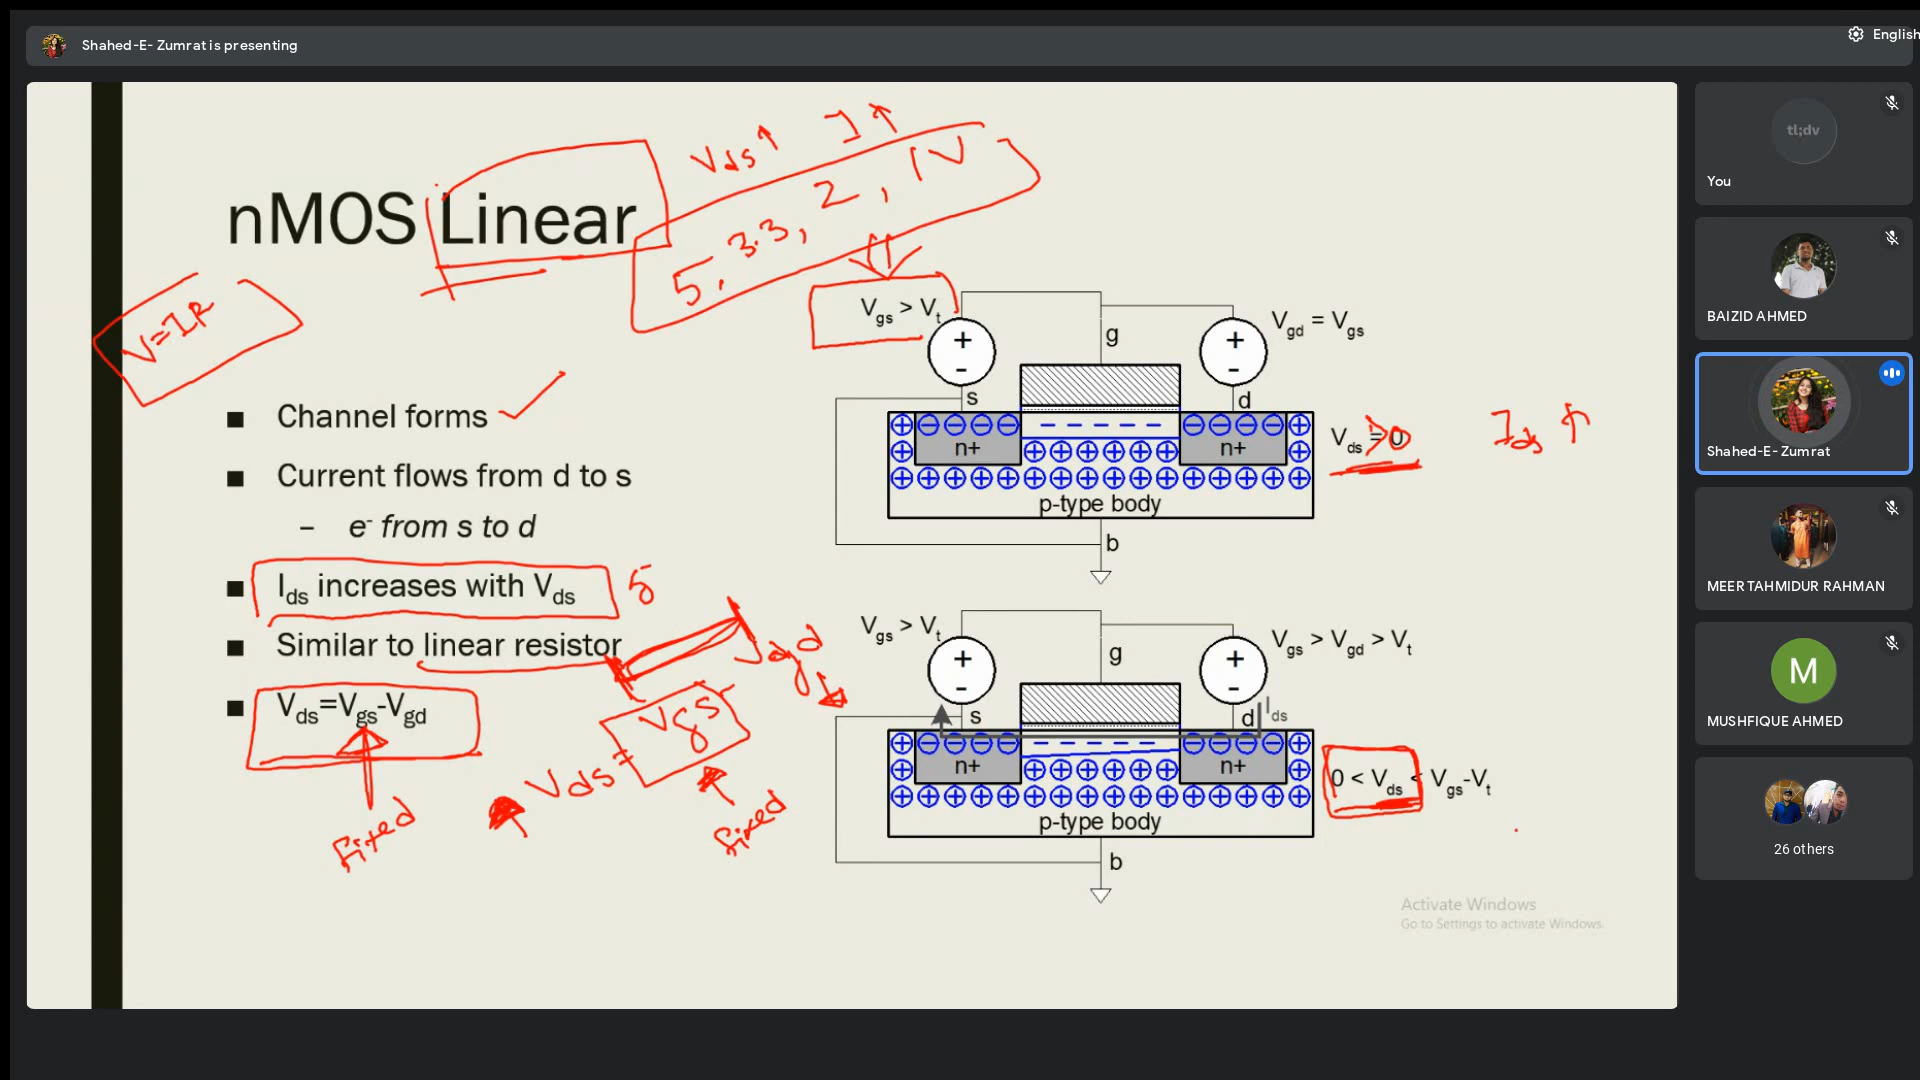 Shahed-E- Zumrat is presenting
English
Vds↑ I↑
5, 3.3, 2, 1V
nMOS Linear
V=IR
Channel forms
Current flows from d to s
– e- from s to d
Ids increases with Vds
5
Similar to linear resistor
Vds=Vgs-Vgd
fixed
Vds=
Vgs
- Vgd
fixed
Vgs > Vt
Vgd = Vgs
g
+
-
+
-
s
d
n+
n+
p-type body
b
Vds = 0
>0
Ids ↑
Vgs > Vt
Vgs > Vgd > Vt
g
+
-
+
-
s
d
Ids
n+
n+
p-type body
b
0 < Vds < Vgs-Vt
Activate Windows
Go to Settings to activate Windows.
tl;dv
You
BAIZID AHMED
Shahed-E- Zumrat
MEER TAHMIDUR RAHMAN
M
MUSHFIQUE AHMED
26 others